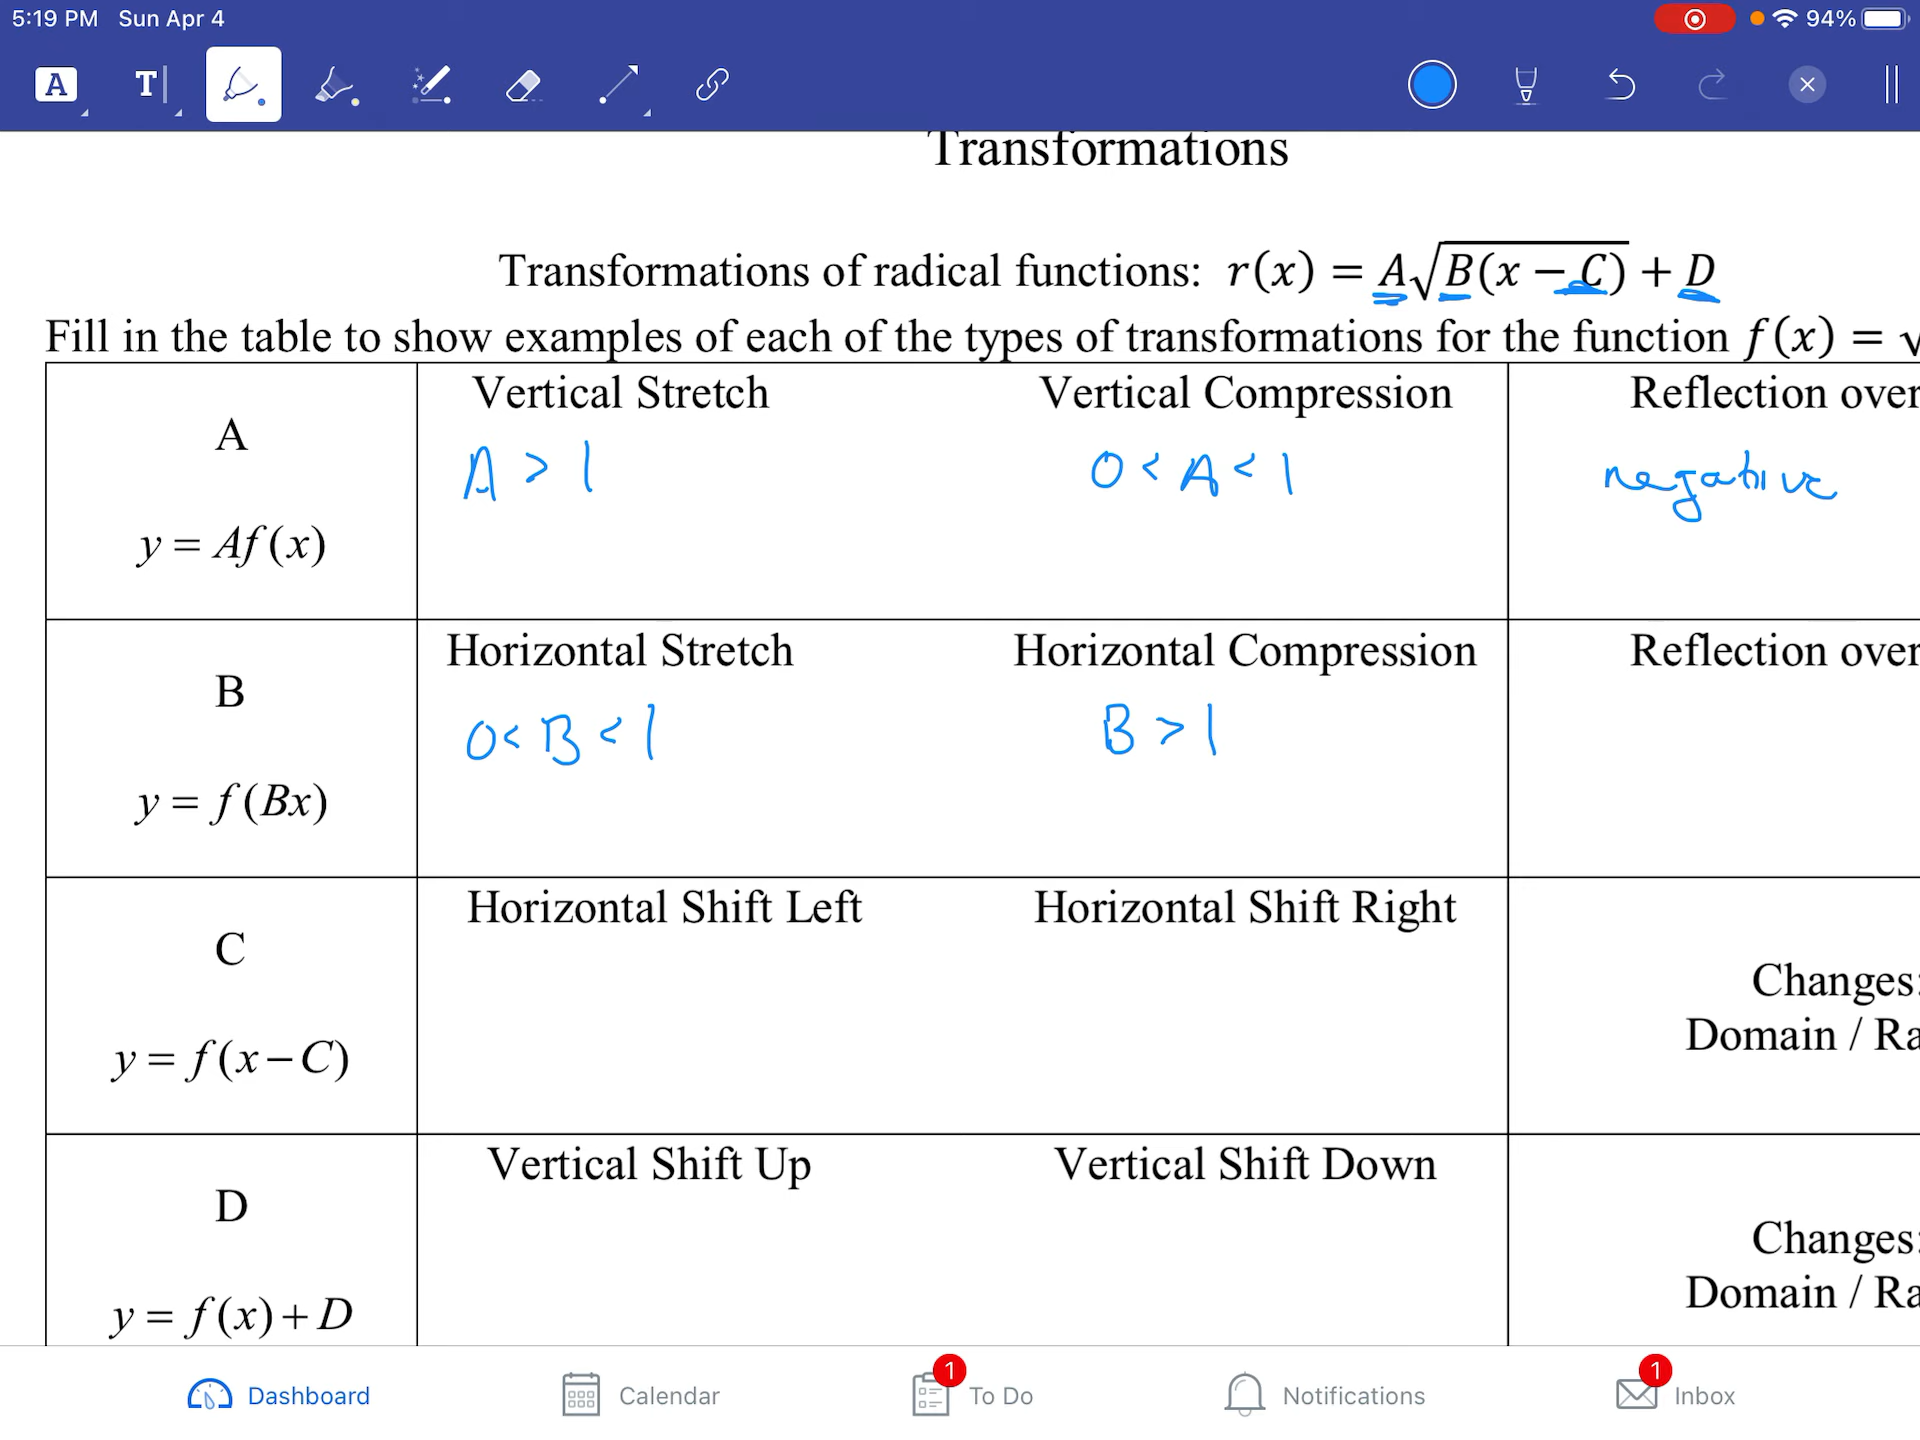 5:19 PM Sun Apr 4
94%
A T
Transformations
Transformations of radical functions: r(x) = A√B(x − C) + D
Fill in the table to show examples of each of the types of transformations for the function f(x) = √
A
y = Af(x)
Vertical Stretch
A > 1
Vertical Compression
0 < A < 1
Reflection over
negative
B
y = f(Bx)
Horizontal Stretch
0 < B < 1
Horizontal Compression
B > 1
Reflection over
C
y = f(x − C)
Horizontal Shift Left
Horizontal Shift Right
Changes:
Domain / Ra
D
y = f(x) + D
Vertical Shift Up
Vertical Shift Down
Changes:
Domain / Ra
Dashboard
Calendar
1
To Do
Notifications
1
Inbox